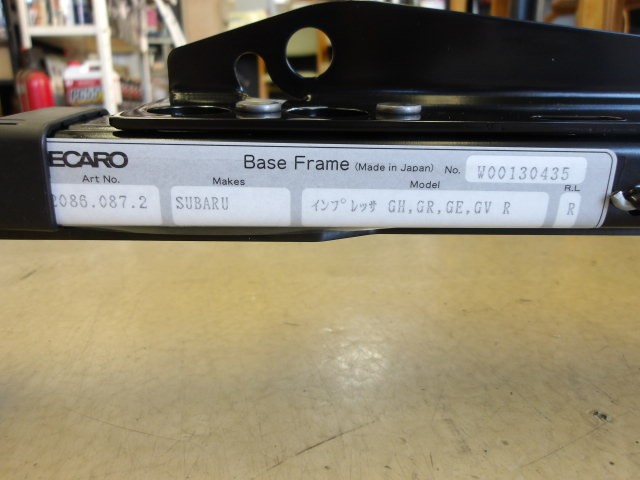 ECARO Base Frame (Made in Japan) No. W00130435
Art No. Makes Model R.L
2086.087.2 SUBARU インプレッサ GH,GR,GE,GV R R